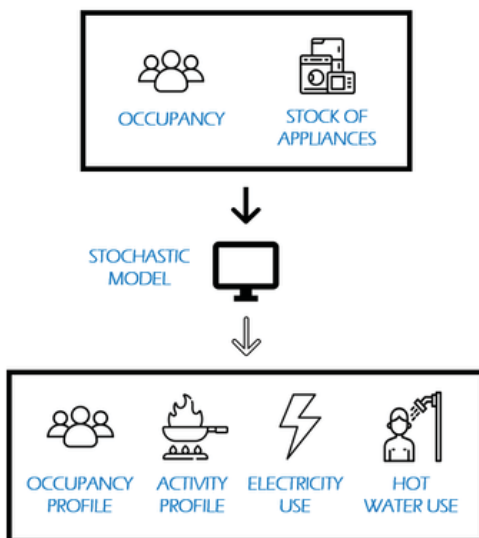 OCCUPANCY
STOCK OF
APPLIANCES
STOCHASTIC
MODEL
OCCUPANCY
PROFILE
ACTIVITY
PROFILE
ELECTRICITY
USE
HOT
WATER USE